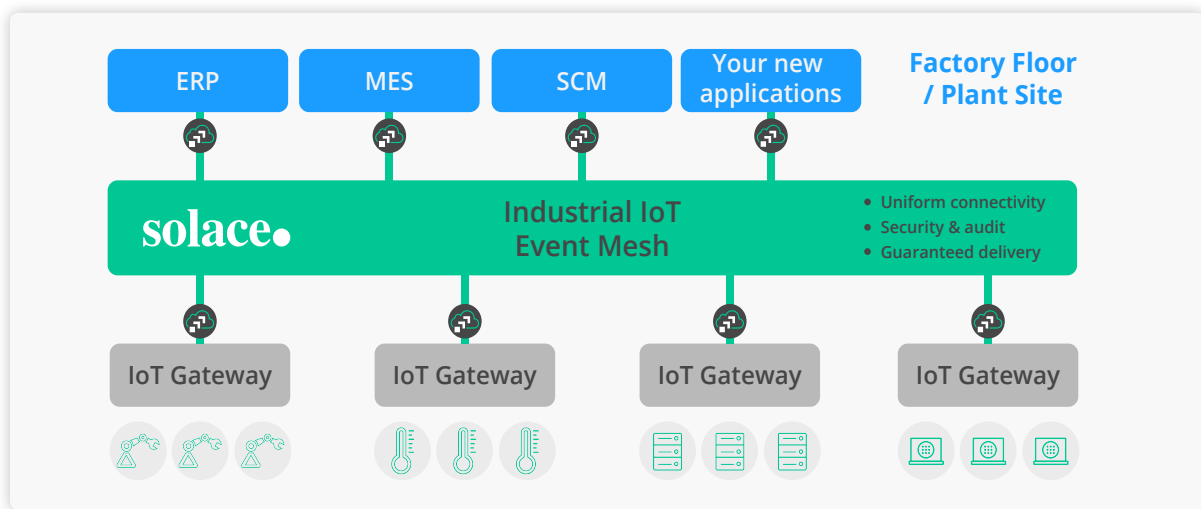 ERP
MES
SCM
Your new
applications
Factory Floor
/ Plant Site
solace.
Industrial IoT
Event Mesh
• Uniform connectivity
• Security & audit
• Guaranteed delivery
IoT Gateway
IoT Gateway
IoT Gateway
IoT Gateway